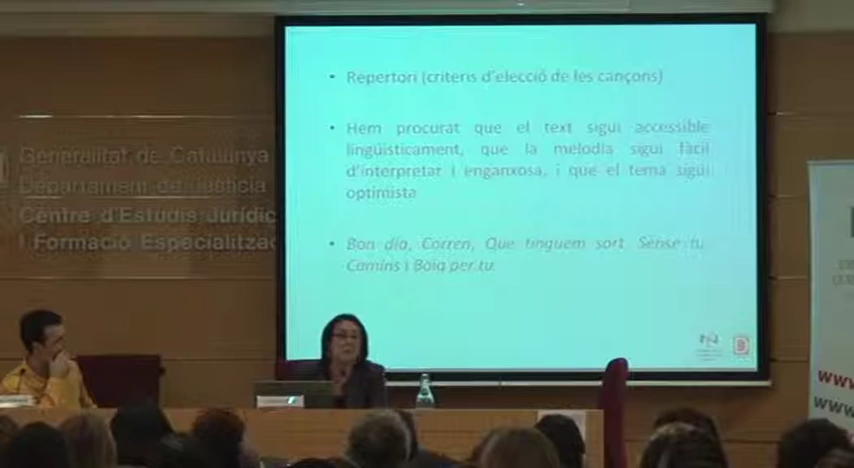 Generalitat de Catalunya
Departament de Justícia
Centre d'Estudis Jurídic
i Formació Especialitzac
• Repertori (criteris d'elecció de les cançons)
• Hem procurat que el text sigui accessible
lingüísticament, que la melodia sigui fàcil
d'interpretar i enganxosa, i que el tema sigui
optimista
• Bon dia, Corren, Que tinguem sort, Sense tu,
Camins i Boig per tu.
www
www.